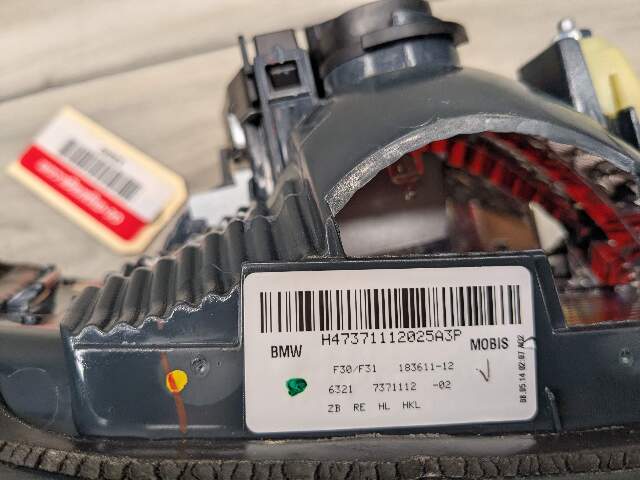 H47371112025A3P
BMW
MOBIS
F30/F31 183611-12
6321 7371112 -02
ZB RE HL HKL